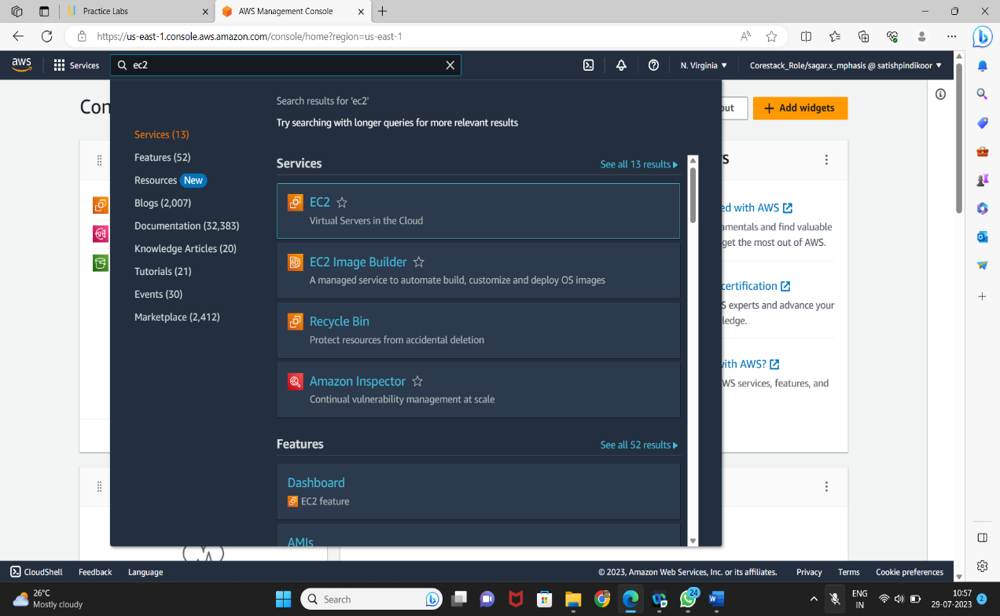 Practice Labs
AWS Management Console
https://us-east-1.console.aws.amazon.com/console/home?region=us-east-1
aws
Services
ec2
N. Virginia
Corestack_Role/sagar.x_mphasis @ satishpindikoor
Con
out
Add widgets
Search results for 'ec2'
Try searching with longer queries for more relevant results
Services (13)
Features (52)
Resources New
Blogs (2,007)
Documentation (32,383)
Knowledge Articles (20)
Tutorials (21)
Events (30)
Marketplace (2,412)
Services
See all 13 results
EC2
Virtual Servers in the Cloud
EC2 Image Builder
A managed service to automate build, customize and deploy OS images
Recycle Bin
Protect resources from accidental deletion
Amazon Inspector
Continual vulnerability management at scale
Features
See all 52 results
Dashboard
EC2 feature
AMIs
S
ed with AWS
amentals and find valuable
get the most out of AWS.
certification
S experts and advance your
ledge.
with AWS?
WS services, features, and
CloudShell
Feedback
Language
© 2023, Amazon Web Services, Inc. or its affiliates.
Privacy
Terms
Cookie preferences
26°C
Mostly cloudy
Search
24
ENG
IN
10:57
29-07-2023
2